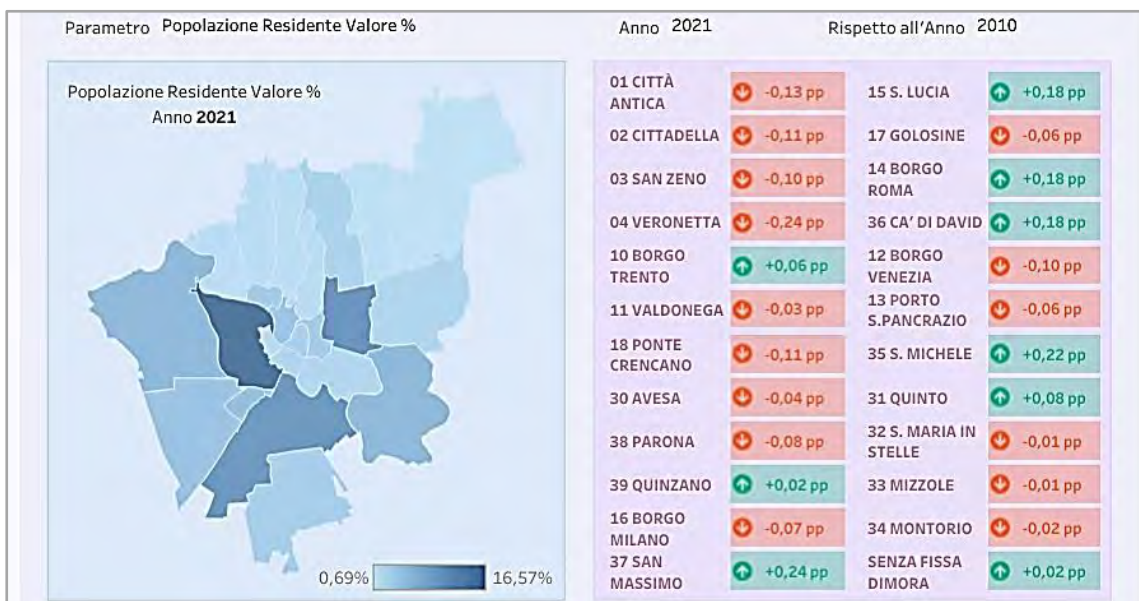 Parametro Popolazione Residente Valore %
Anno 2021
Rispetto all'Anno 2010
Popolazione Residente Valore %
Anno 2021
0,69%
16,57%
01 CITTÀ
ANTICA
-0,13 pp
02 CITTADELLA
-0,11 pp
03 SAN ZENO
-0,10 pp
04 VERONETTA
-0,24 pp
10 BORGO
TRENTO
+0,06 pp
11 VALDONEGA
-0,03 pp
18 PONTE
CRENCANO
-0,11 pp
30 AVESA
-0,04 pp
38 PARONA
-0,08 pp
39 QUINZANO
+0,02 pp
16 BORGO
MILANO
-0,07 pp
37 SAN
MASSIMO
+0,24 pp
15 S. LUCIA
+0,18 pp
17 GOLOSINE
-0,06 pp
14 BORGO
ROMA
+0,18 pp
36 CA' DI DAVID
+0,18 pp
12 BORGO
VENEZIA
-0,10 pp
13 PORTO
S.PANCRAZIO
-0,06 pp
35 S. MICHELE
+0,22 pp
31 QUINTO
+0,08 pp
32 S. MARIA IN
STELLE
-0,01 pp
33 MIZZOLE
-0,01 pp
34 MONTORIO
-0,02 pp
SENZA FISSA
DIMORA
+0,02 pp